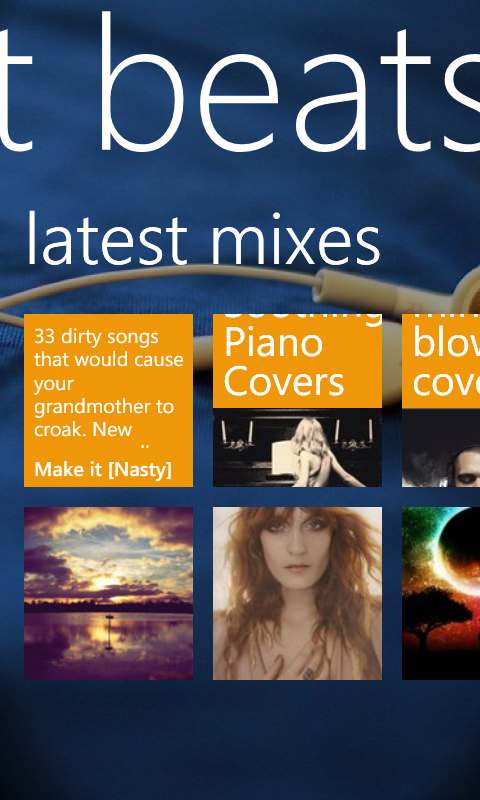 t beats
latest mixes
33 dirty songs
that would cause
your
grandmother to
croak. New
..
Make it [Nasty]
Soothing
Piano
Covers
blow
cove